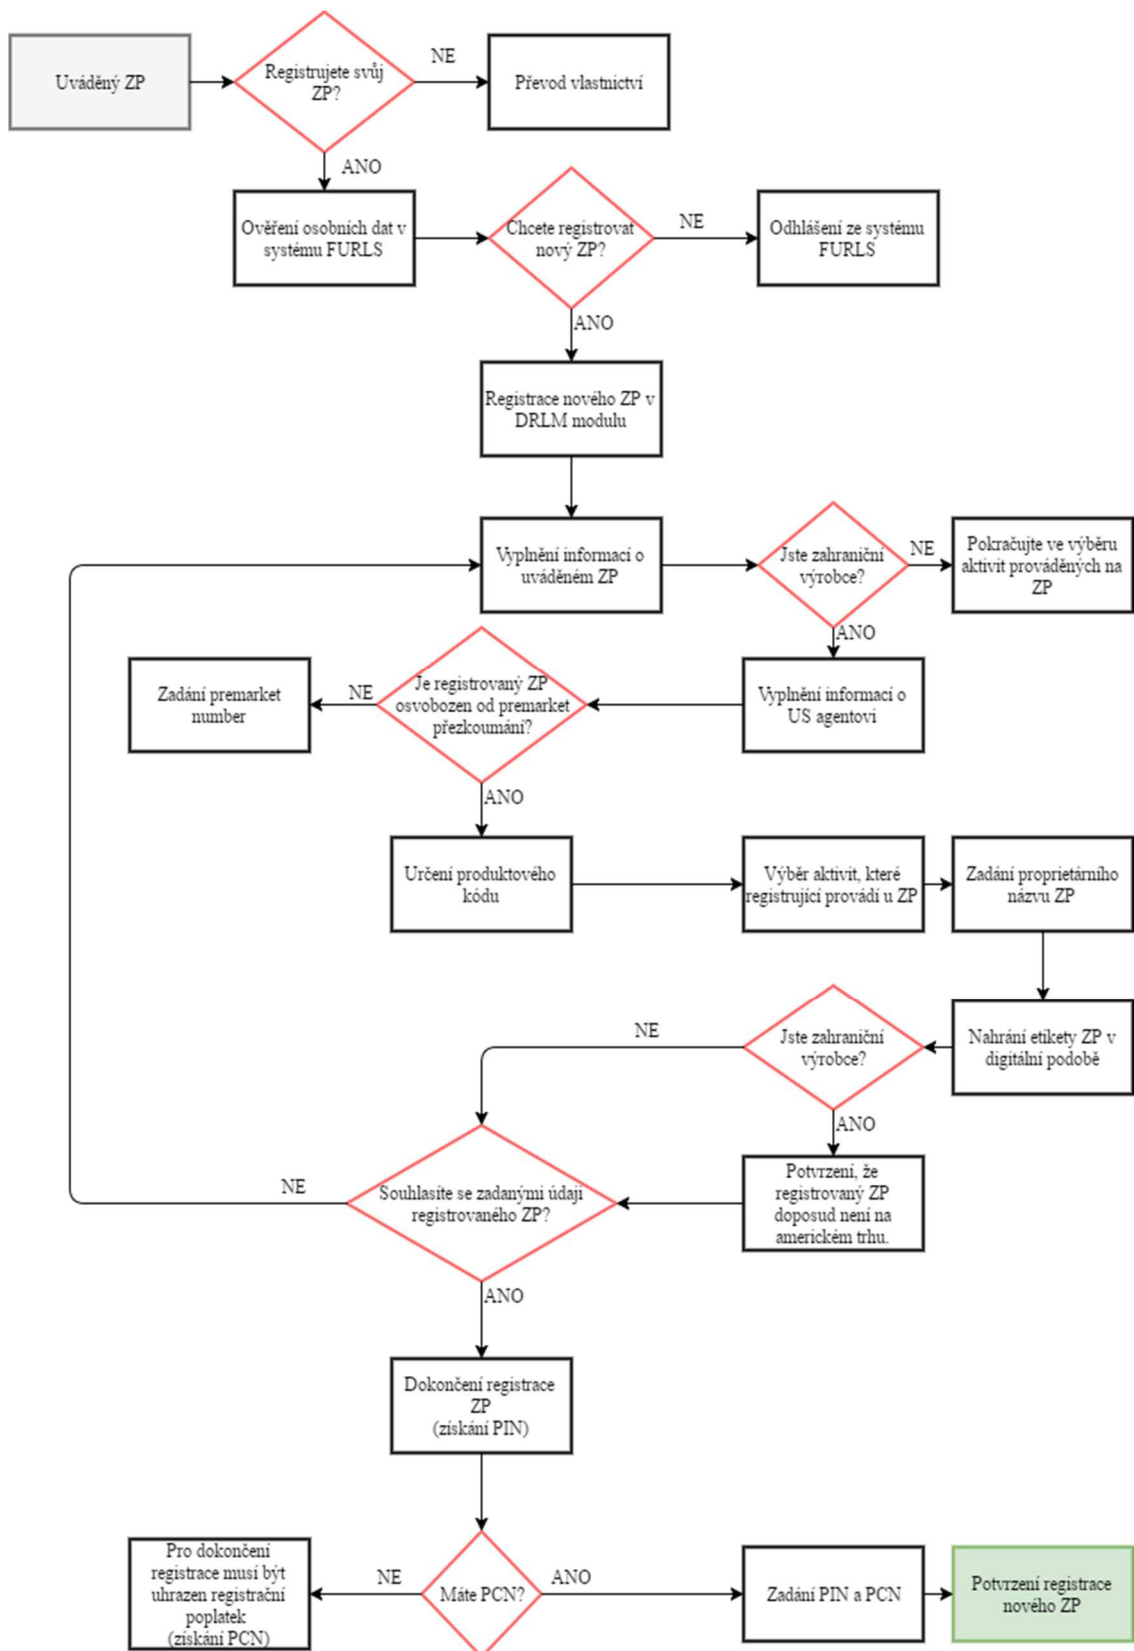 Uváděný ZP
Registrujete svůj
ZP?
NE
Převod vlastnictví
ANO
Ověření osobních dat v
systému FURLS
Chcete registrovat
nový ZP?
NE
Odhlášení ze systému
FURLS
ANO
Registrace nového ZP v
DRLM modulu
Vyplnění informací o
uváděném ZP
Jste zahraniční
výrobce?
NE
Pokračujte ve výběru
aktivit prováděných na
ZP
ANO
Vyplnění informací o
US agentovi
Je registrovaný ZP
osvobozen od premarket
přezkoumání?
NE
Zadání premarket
number
ANO
Určení produktového
kódu
Výběr aktivit, které
registrující provádí u ZP
Zadání proprietárního
názvu ZP
Nahrání etikety ZP v
digitální podobě
Jste zahraniční
výrobce?
NE
ANO
Potvrzení, že
registrovaný ZP
doposud není na
americkém trhu.
Souhlasíte se zadanými údaji
registrovaného ZP?
NE
ANO
Dokončení registrace
ZP
(získání PIN)
Máte PCN?
NE
Pro dokončení
registrace musí být
uhrazen registrační
poplatek
(získání PCN)
ANO
Zadání PIN a PCN
Potvrzení registrace
nového ZP